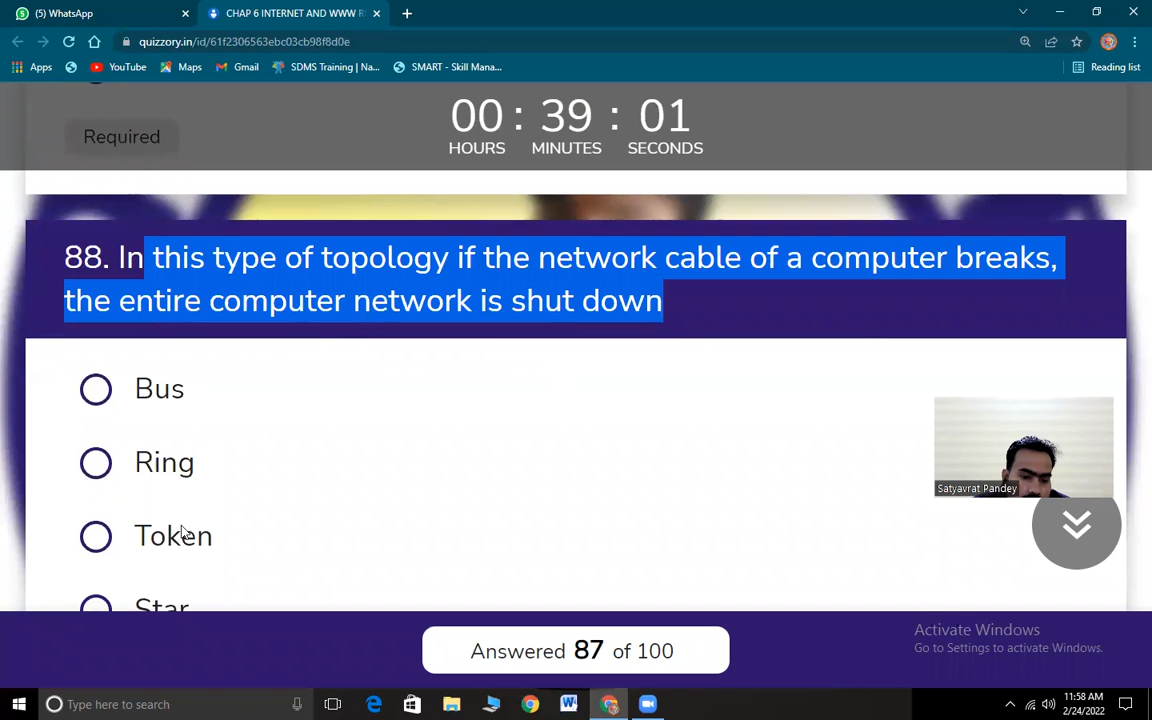 (5) WhatsApp
CHAP 6 INTERNET AND WWW R
quizzory.in/id/61f2306563ebc03cb98f8d0e
Apps
YouTube
Maps
Gmail
SDMS Training | Na...
SMART - Skill Mana...
Reading list
00 : 39 : 01
HOURS MINUTES SECONDS
Required
88. In this type of topology if the network cable of a computer breaks,
the entire computer network is shut down
Bus
Ring
Token
Star
Satyavrat Pandey
Answered 87 of 100
Activate Windows
Go to Settings to activate Windows.
Type here to search
11:58 AM
2/24/2022